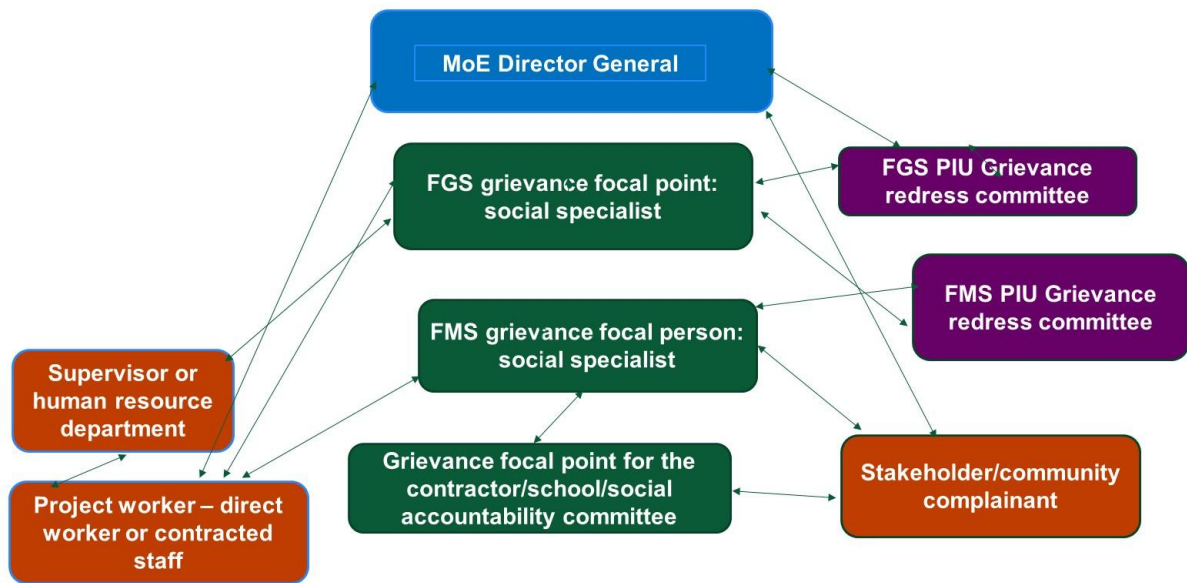 MoE Director General
FGS grievance focal point:
social specialist
FGS PIU Grievance
redress committee
FMS PIU Grievance
redress committee
FMS grievance focal person:
social specialist
Supervisor or
human resource
department
Grievance focal point for the
contractor/school/social
accountability committee
Stakeholder/community
complainant
Project worker – direct
worker or contracted
staff